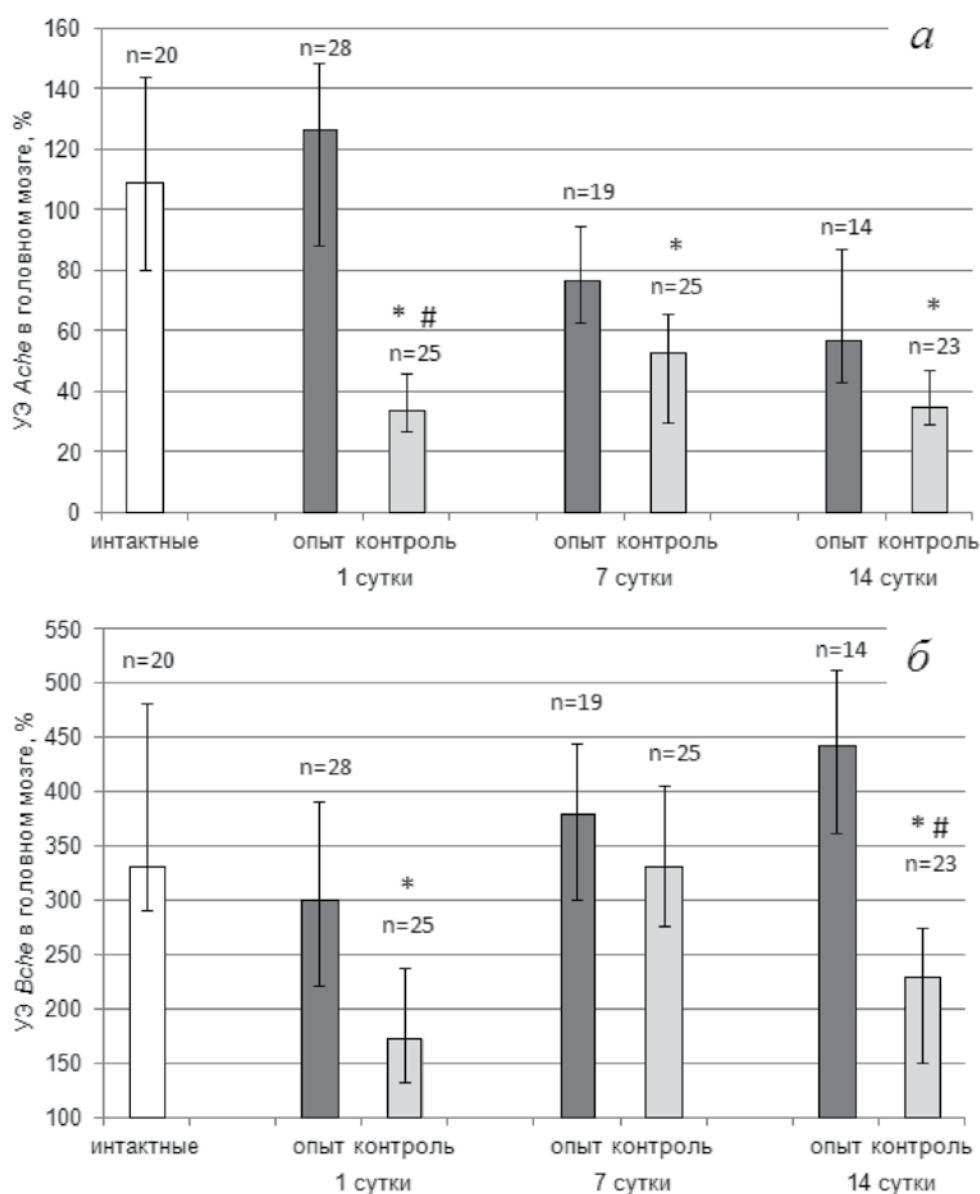 а
УЭ Ache в головном мозге, %
160
140
120
100
80
60
40
20
0
n=20
n=28
* #
n=25
n=19
*
n=25
n=14
*
n=23
интактные опыт контроль опыт контроль опыт контроль
1 сутки 7 сутки 14 сутки
б
УЭ Bche в головном мозге, %
550
500
450
400
350
300
250
200
150
100
n=20
n=28
*
n=25
n=19
n=25
n=14
* #
n=23
интактные опыт контроль опыт контроль опыт контроль
1 сутки 7 сутки 14 сутки